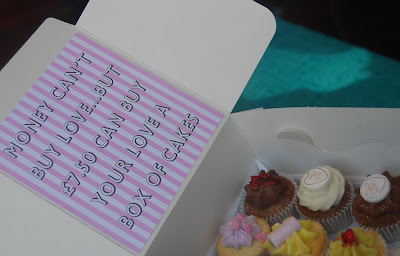 MONEY CAN'T
BUY LOVE...BUT
£7.50 CAN BUY
YOUR LOVE A
BOX OF CAKES